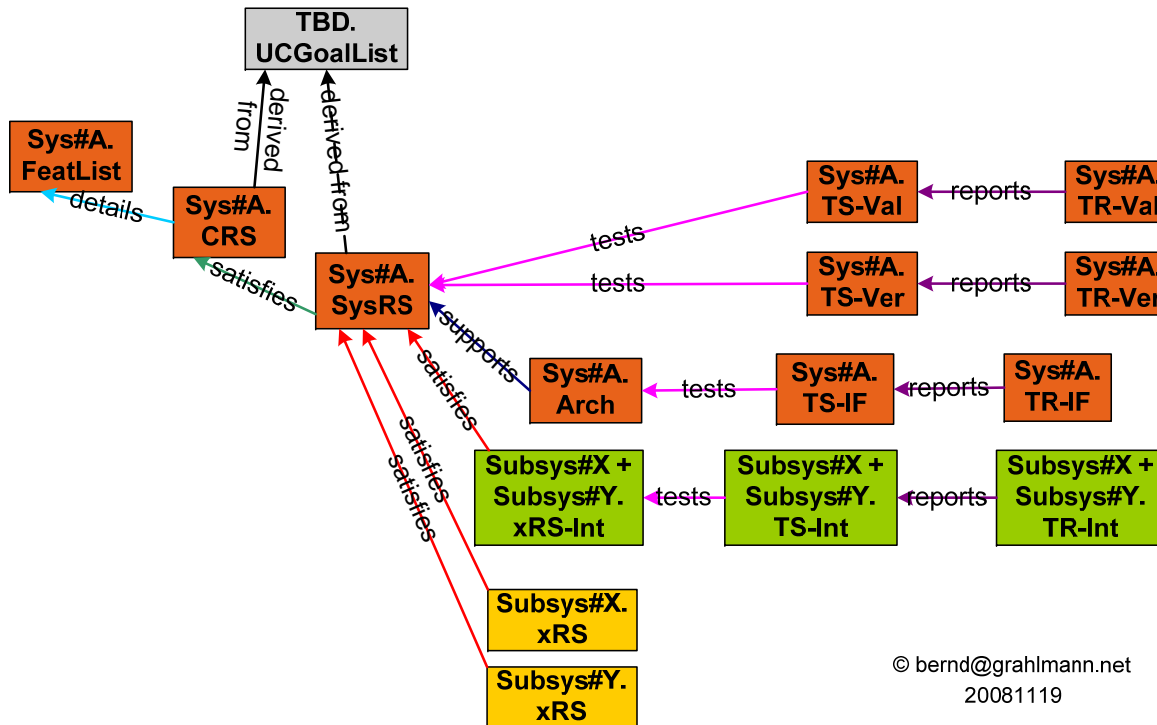 TBD.
UCGoalList
derived
from
derived from
Sys#A.
FeatList
details
Sys#A.
CRS
satisfies
Sys#A.
SysRS
tests
Sys#A.
TS-Val
reports
Sys#A.
TR-Val
tests
Sys#A.
TS-Ver
reports
Sys#A.
TR-Ver
supports
Sys#A.
Arch
tests
Sys#A.
TS-IF
reports
Sys#A.
TR-IF
satisfies
Subsys#X +
Subsys#Y.
xRS-Int
tests
Subsys#X +
Subsys#Y.
TS-Int
reports
Subsys#X +
Subsys#Y.
TR-Int
satisfies
Subsys#X.
xRS
satisfies
Subsys#Y.
xRS
© bernd@grahlmann.net
20081119